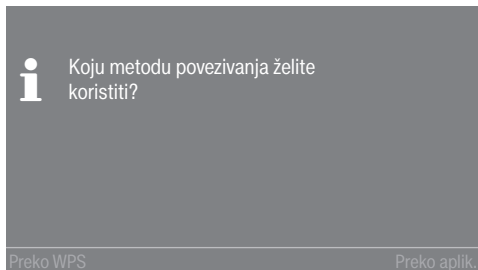 Koju metodu povezivanja želite
koristiti?
Preko WPS Preko aplik.